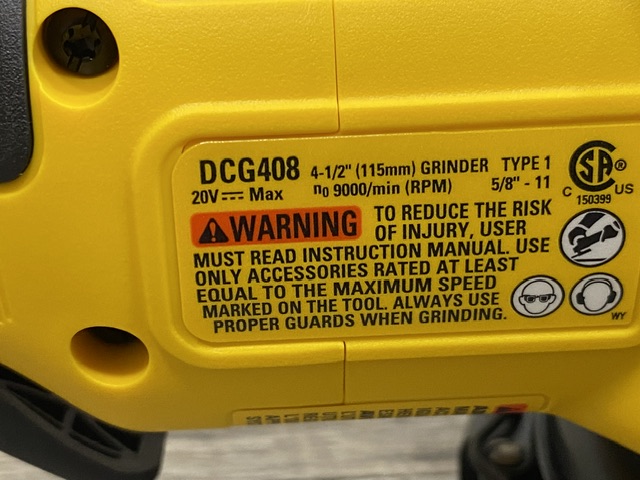 DCG408 4-1/2" (115mm) GRINDER TYPE 1
20V⎓ Max n₀ 9000/min (RPM) 5/8" - 11
CSA®
C US
150399
WARNING TO REDUCE THE RISK
OF INJURY, USER
MUST READ INSTRUCTION MANUAL. USE
ONLY ACCESSORIES RATED AT LEAST
EQUAL TO THE MAXIMUM SPEED
MARKED ON THE TOOL. ALWAYS USE
PROPER GUARDS WHEN GRINDING.
WY